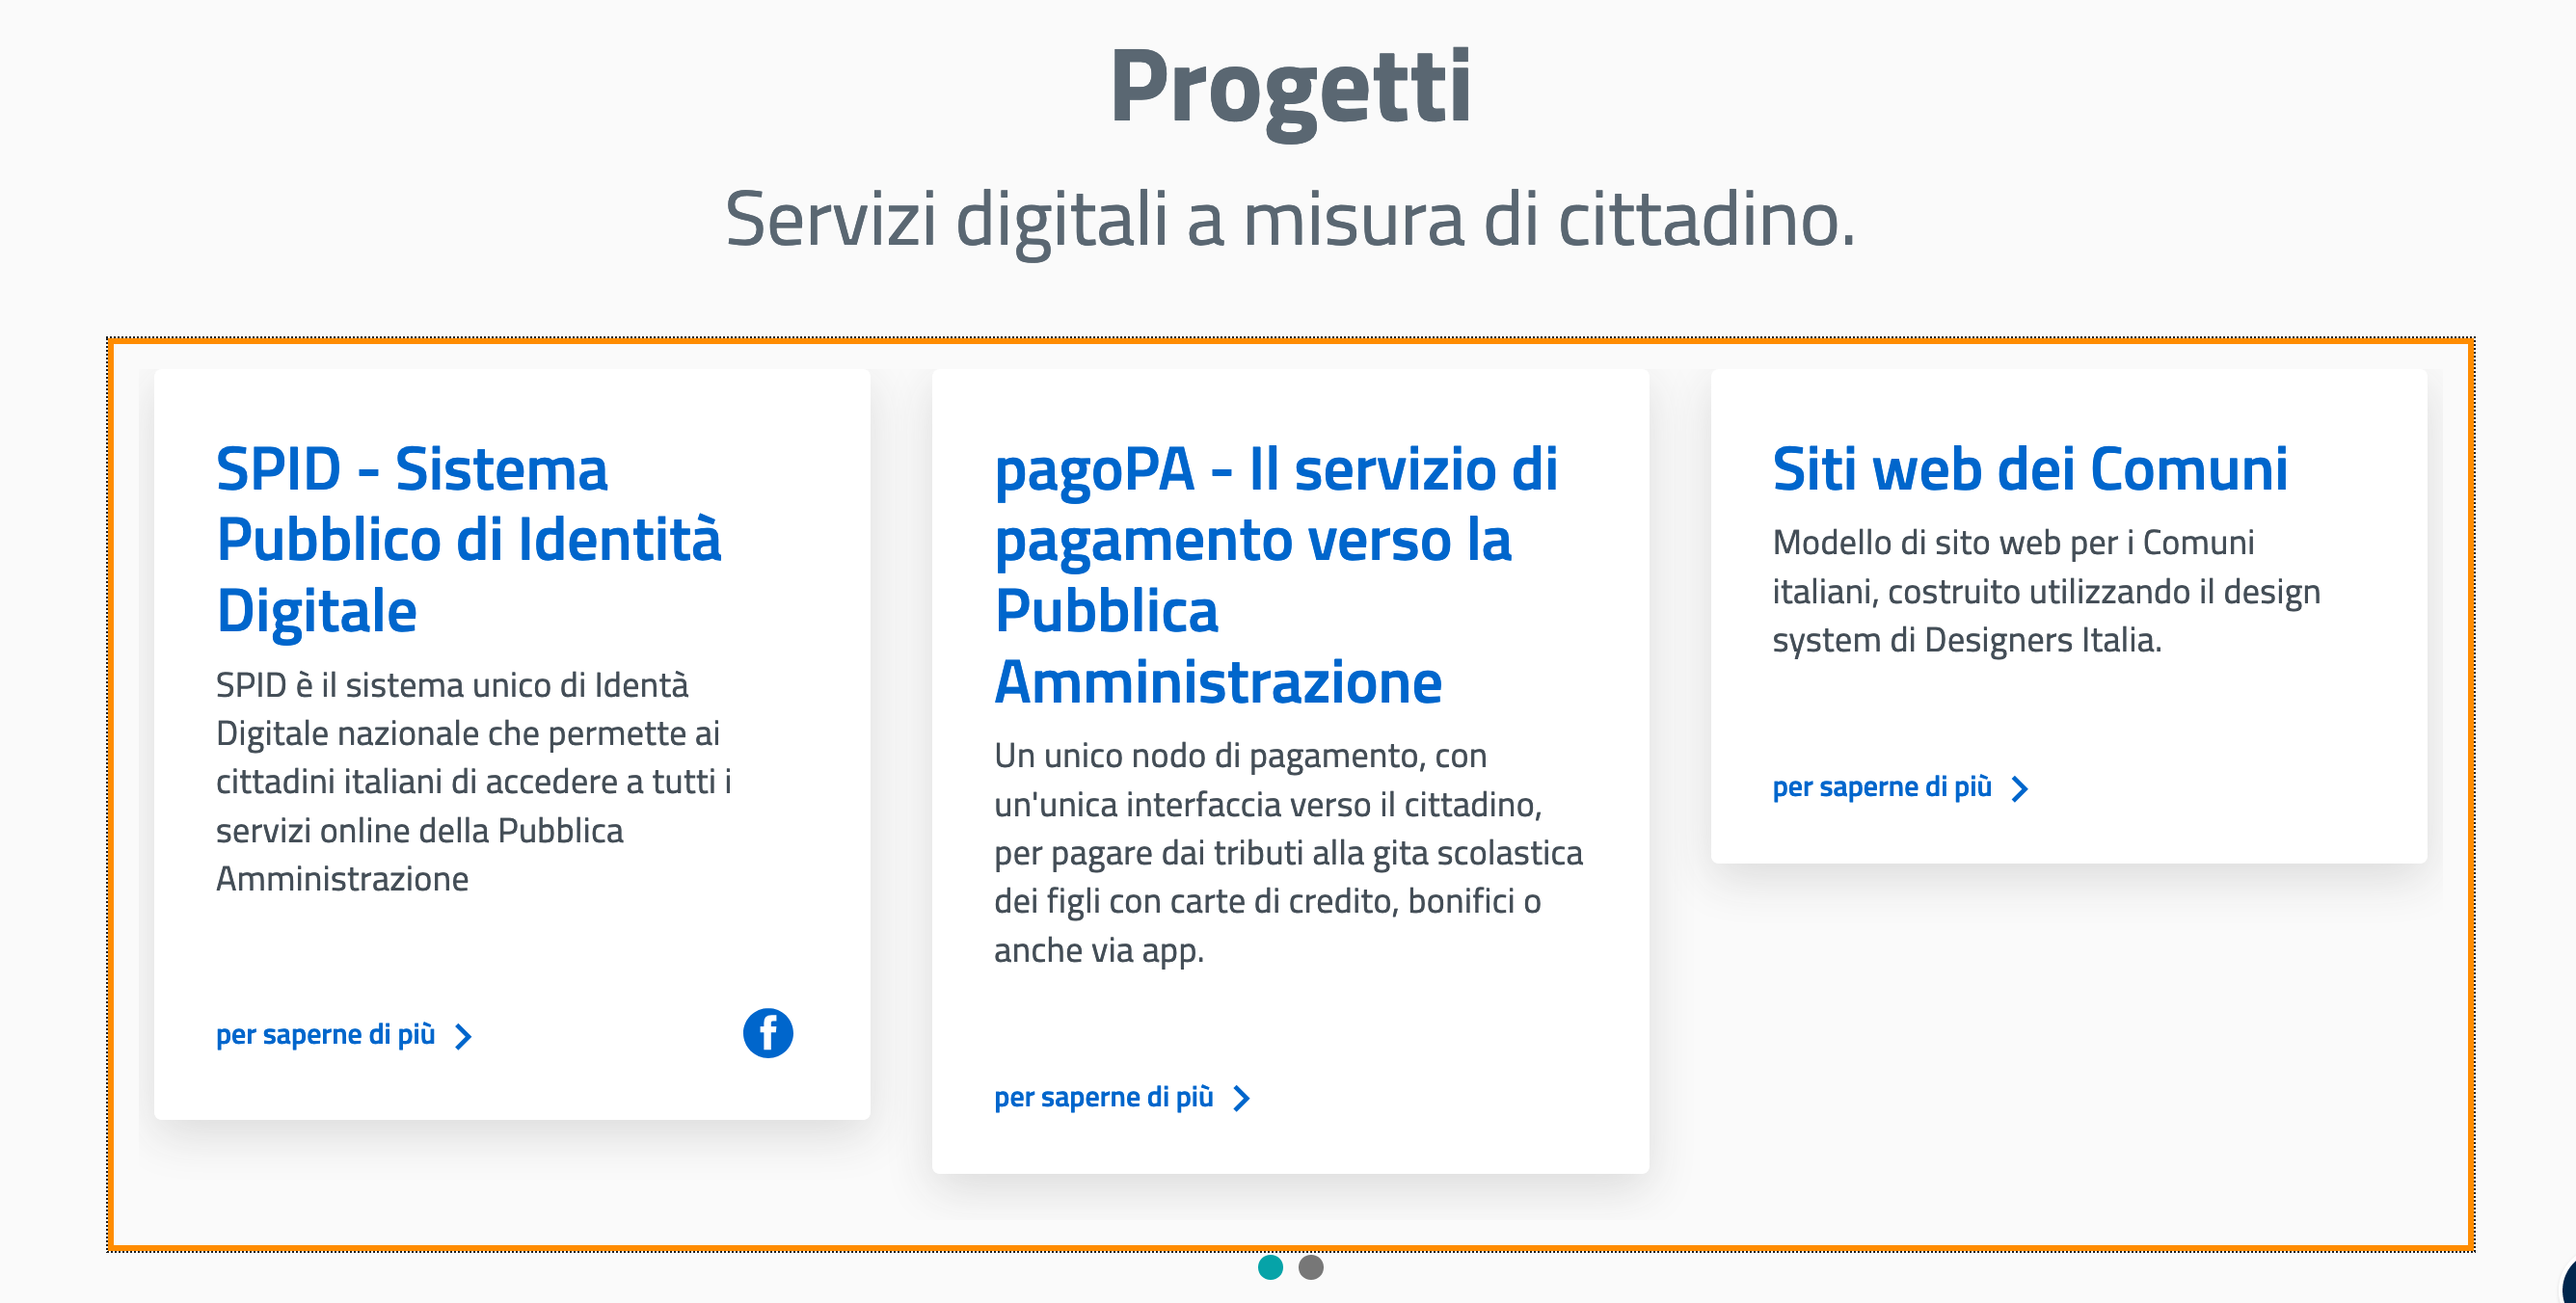 Progetti
Servizi digitali a misura di cittadino.
SPID - Sistema
Pubblico di Identità
Digitale
SPID è il sistema unico di Identà
Digitale nazionale che permette ai
cittadini italiani di accedere a tutti i
servizi online della Pubblica
Amministrazione
per saperne di più
pagoPA - Il servizio di
pagamento verso la
Pubblica
Amministrazione
Un unico nodo di pagamento, con
un'unica interfaccia verso il cittadino,
per pagare dai tributi alla gita scolastica
dei figli con carte di credito, bonifici o
anche via app.
per saperne di più
Siti web dei Comuni
Modello di sito web per i Comuni
italiani, costruito utilizzando il design
system di Designers Italia.
per saperne di più